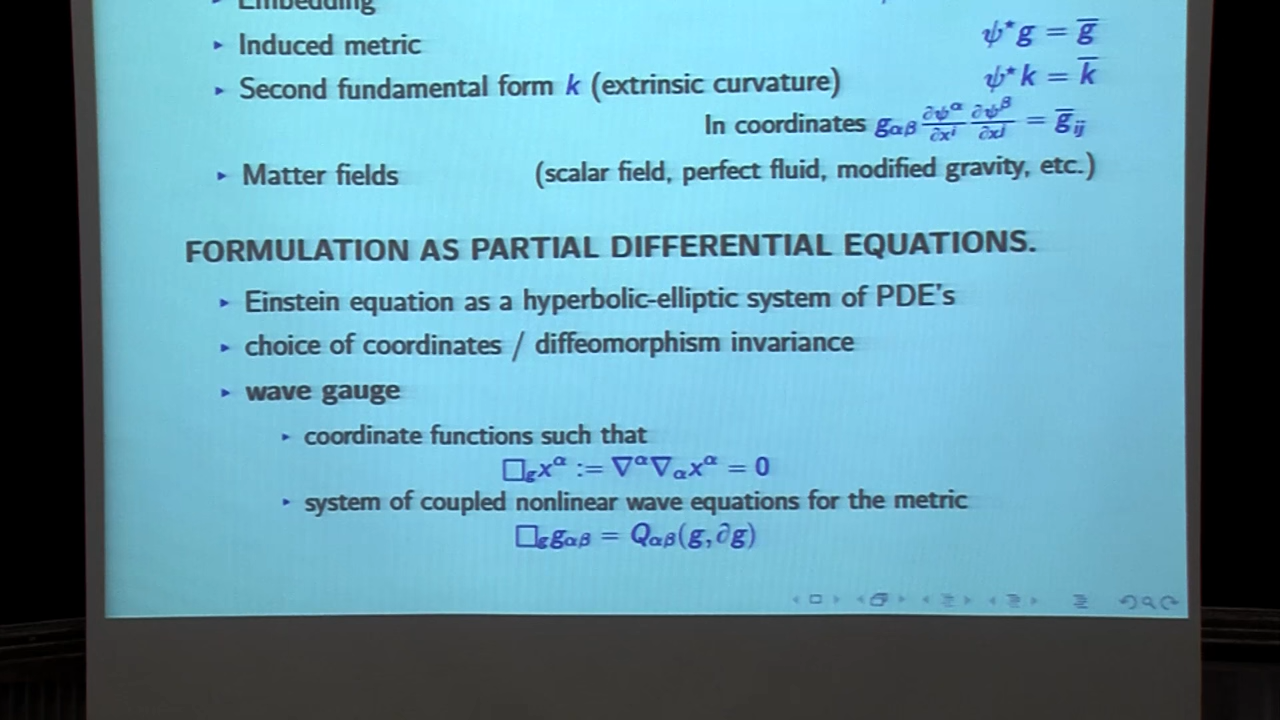 Embedding
▸ Induced metric ψ*g = g̅
▸ Second fundamental form k (extrinsic curvature) ψ*k = k̅
In coordinates gαβ ∂ψ^α/∂x^i ∂ψ^β/∂x^j = g̅ij
▸ Matter fields (scalar field, perfect fluid, modified gravity, etc.)
FORMULATION AS PARTIAL DIFFERENTIAL EQUATIONS.
▸ Einstein equation as a hyperbolic-elliptic system of PDE's
▸ choice of coordinates / diffeomorphism invariance
▸ wave gauge
▸ coordinate functions such that
□_g x^α := ∇^α∇_α x^α = 0
▸ system of coupled nonlinear wave equations for the metric
□_g g_αβ = Q_αβ(g, ∂g)